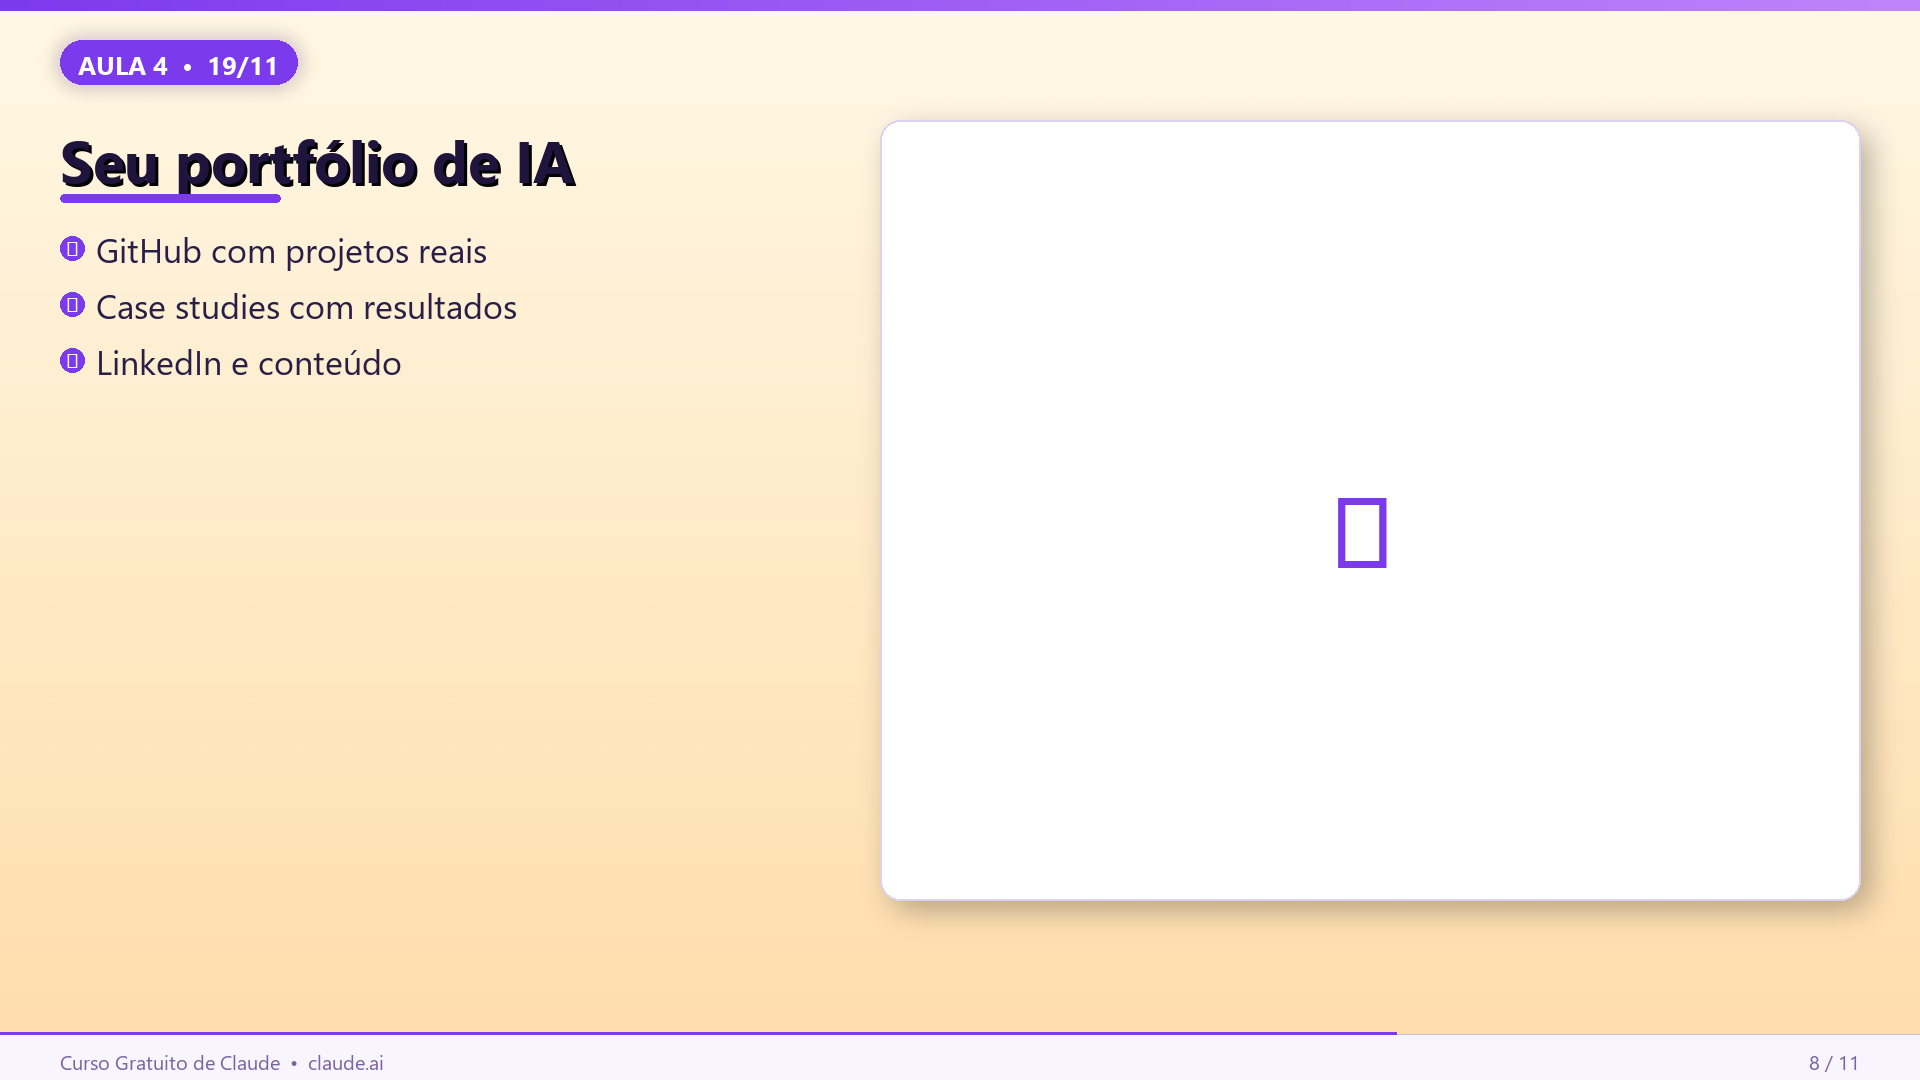 AULA 4 • 19/11
Seu portfólio de IA
GitHub com projetos reais
Case studies com resultados
LinkedIn e conteúdo
Curso Gratuito de Claude • claude.ai
8 / 11